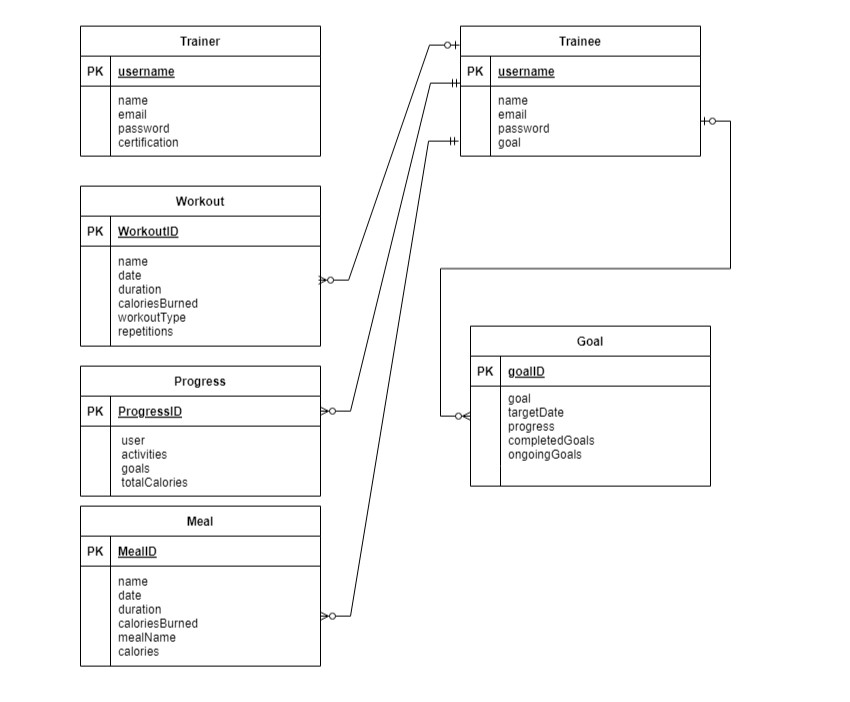 Trainer
PK username
name
email
password
certification
Trainee
PK username
name
email
password
goal
Workout
PK WorkoutID
name
date
duration
caloriesBurned
workoutType
repetitions
Progress
PK ProgressID
user
activities
goals
totalCalories
Goal
PK goalID
goal
targetDate
progress
completedGoals
ongoingGoals
Meal
PK MealID
name
date
duration
caloriesBurned
mealName
calories